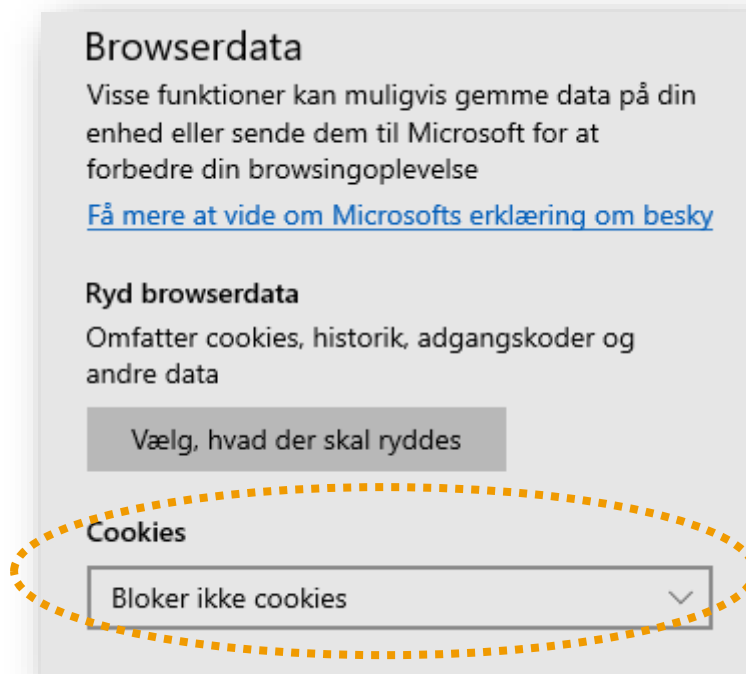 Browserdata
Visse funktioner kan muligvis gemme data på din
enhed eller sende dem til Microsoft for at
forbedre din browsingoplevelse
Få mere at vide om Microsofts erklæring om besky
Ryd browserdata
Omfatter cookies, historik, adgangskoder og
andre data
Vælg, hvad der skal ryddes
Cookies
Bloker ikke cookies